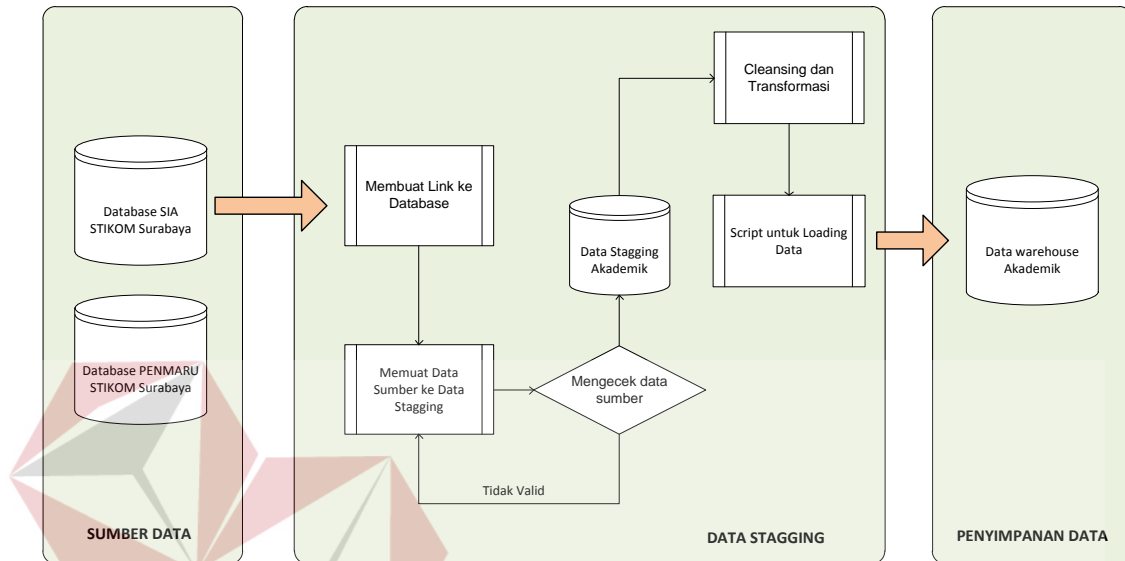 Database SIA
STIKOM Surabaya
Database PENMARU
STIKOM Surabaya
SUMBER DATA
Membuat Link ke
Database
Memuat Data
Sumber ke Data
Stagging
Mengecek data
sumber
Tidak Valid
Data Stagging
Akademik
Cleansing dan
Transformasi
Script untuk Loading
Data
DATA STAGGING
Data warehouse
Akademik
PENYIMPANAN DATA